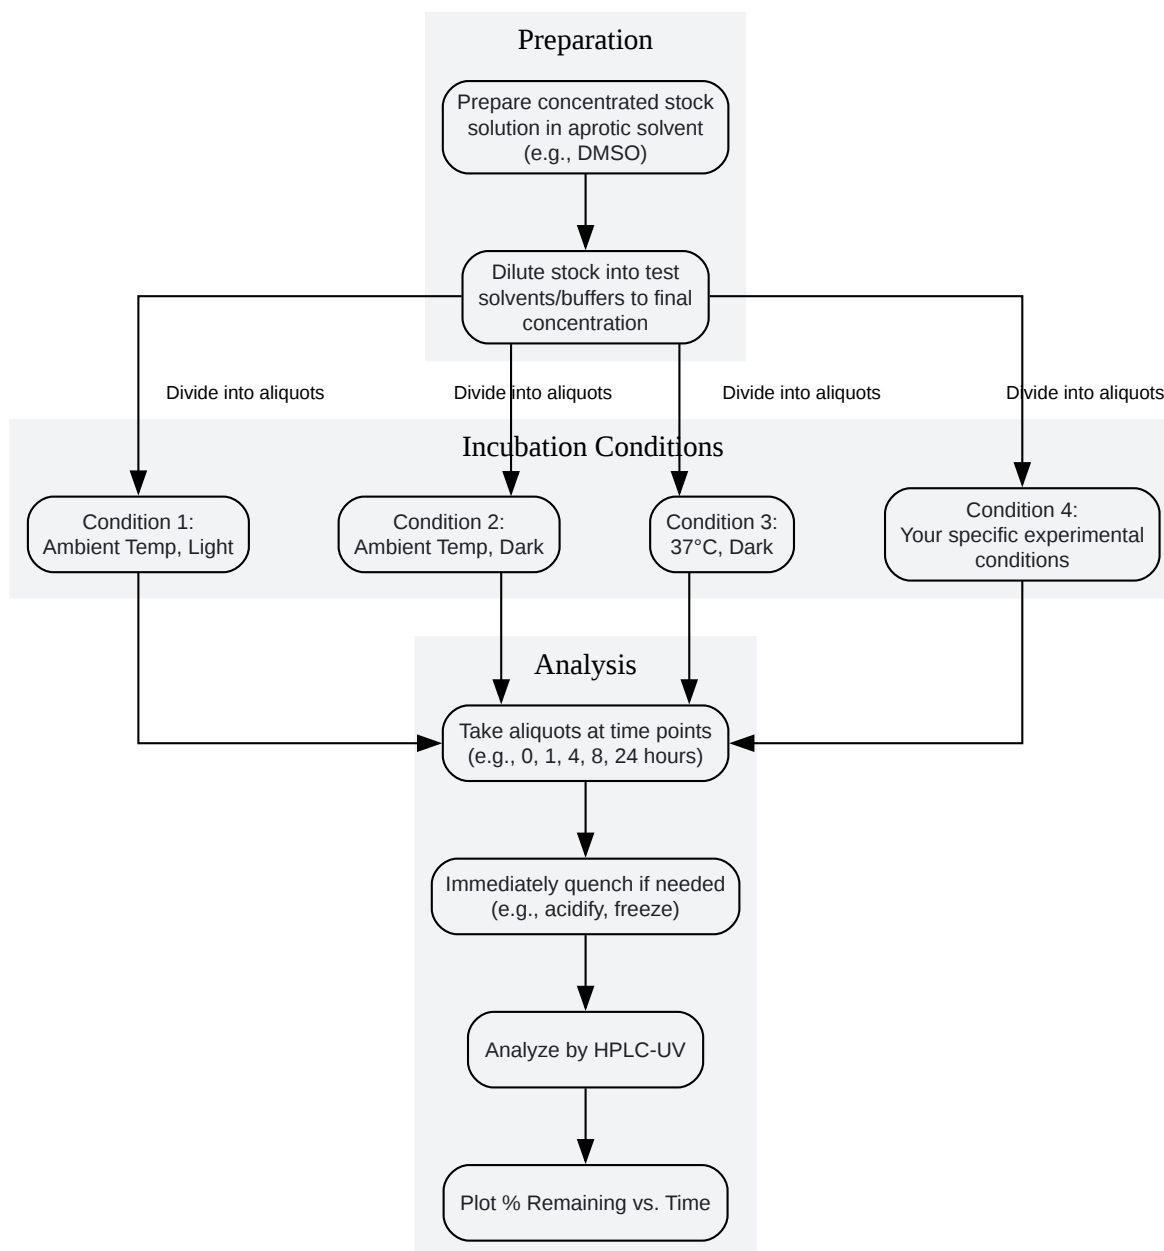 Preparation
Prepare concentrated stock
solution in aprotic solvent
(e.g., DMSO)
Dilute stock into test
solvents/buffers to final
concentration
Divide into aliquots
Divide into aliquots
Divide into aliquots
Divide into aliquots
Incubation Conditions
Condition 1:
Ambient Temp, Light
Condition 2:
Ambient Temp, Dark
Condition 3:
37°C, Dark
Condition 4:
Your specific experimental
conditions
Analysis
Take aliquots at time points
(e.g., 0, 1, 4, 8, 24 hours)
Immediately quench if needed
(e.g., acidify, freeze)
Analyze by HPLC-UV
Plot % Remaining vs. Time